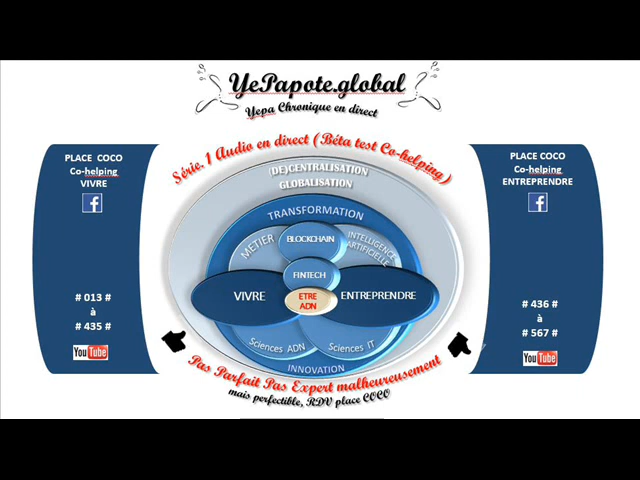 YePapote.global
Yepa Chronique en direct
Série, 1 Audio en direct (Béta test Co-helping)
PLACE COCO
Co-helping
VIVRE
f
# 013 #
à
# 435 #
YouTube
(DE)CENTRALISATION
GLOBALISATION
TRANSFORMATION
METIER
BLOCKCHAIN
INTELLIGENCE
ARTIFICIELLE
FINTECH
VIVRE
ETRE
ADN
ENTREPRENDRE
Sciences ADN
Sciences IT
INNOVATION
PLACE COCO
Co-helping
ENTREPRENDRE
f
# 436 #
à
# 567 #
YouTube
Pas Parfait Pas Expert malheureusement
mais perfectible, RDV place COCO